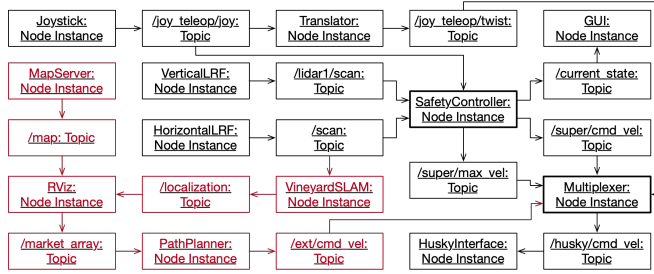 Joystick:
Node Instance
/joy_teleop/joy:
Topic
Translator:
Node Instance
/joy_teleop/twist:
Topic
GUI:
Node Instance
MapServer:
Node Instance
VerticalLRF:
Node Instance
/lidar1/scan:
Topic
SafetyController:
Node Instance
/current_state:
Topic
/map: Topic
HorizontalLRF:
Node Instance
/scan:
Topic
/super/cmd_vel:
Topic
RViz:
Node Instance
/localization:
Topic
VineyardSLAM:
Node Instance
/super/max_vel:
Topic
Multiplexer:
Node Instance
/market_array:
Topic
PathPlanner:
Node Instance
/ext/cmd_vel:
Topic
HuskyInterface:
Node Instance
/husky/cmd_vel:
Topic